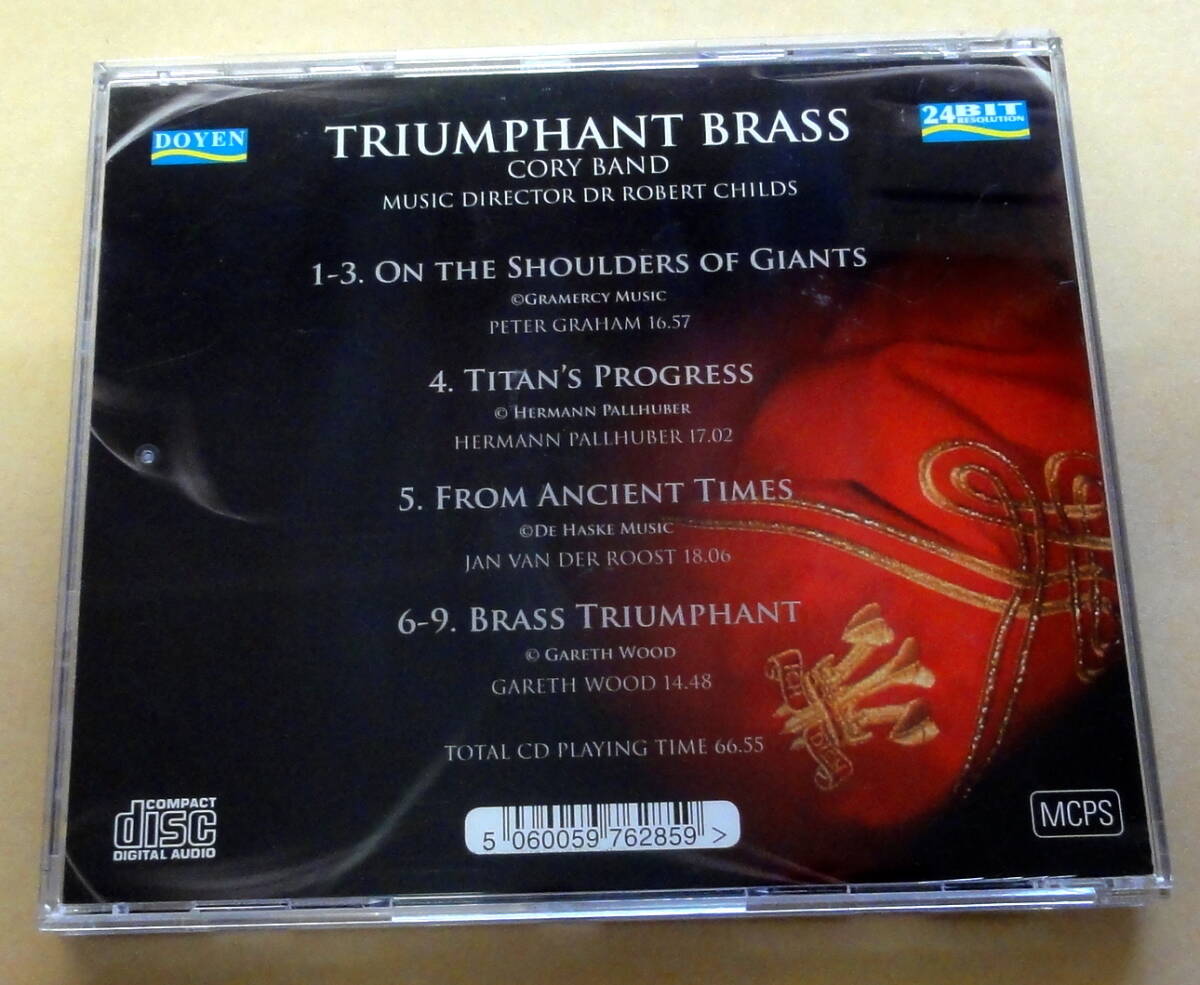 DOYEN
24BIT
RESOLUTION
TRIUMPHANT BRASS
CORY BAND
MUSIC DIRECTOR DR ROBERT CHILDS
1-3. ON THE SHOULDERS OF GIANTS
©GRAMERCY MUSIC
PETER GRAHAM 16.57
4. TITAN'S PROGRESS
© HERMANN PALLHUBER
HERMANN PALLHUBER 17.02
5. FROM ANCIENT TIMES
©DE HASKE MUSIC
JAN VAN DER ROOST 18.06
6-9. BRASS TRIUMPHANT
© GARETH WOOD
GARETH WOOD 14.48
TOTAL CD PLAYING TIME 66.55
COMPACT
disc
DIGITAL AUDIO
5 060059 762859 >
MCPS